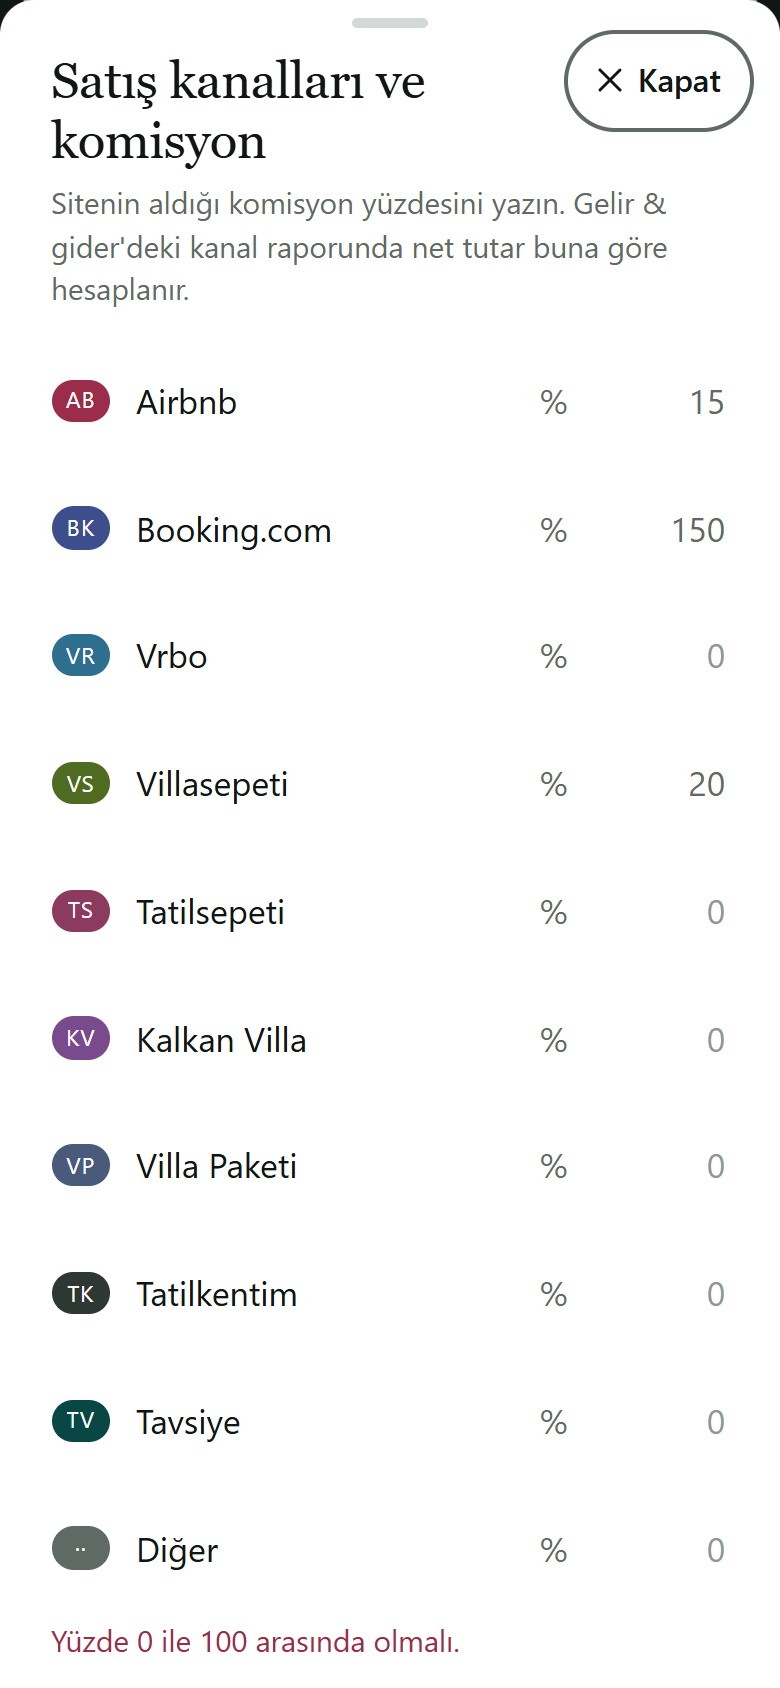 Satış kanalları ve
komisyon
Kapat
Sitenin aldığı komisyon yüzdesini yazın. Gelir &
gider'deki kanal raporunda net tutar buna göre
hesaplanır.
AB Airbnb % 15
BK Booking.com % 150
VR Vrbo % 0
VS Villasepeti % 20
TS Tatilsepeti % 0
KV Kalkan Villa % 0
VP Villa Paketi % 0
TK Tatilkentim % 0
TV Tavsiye % 0
·· Diğer % 0
Yüzde 0 ile 100 arasında olmalı.